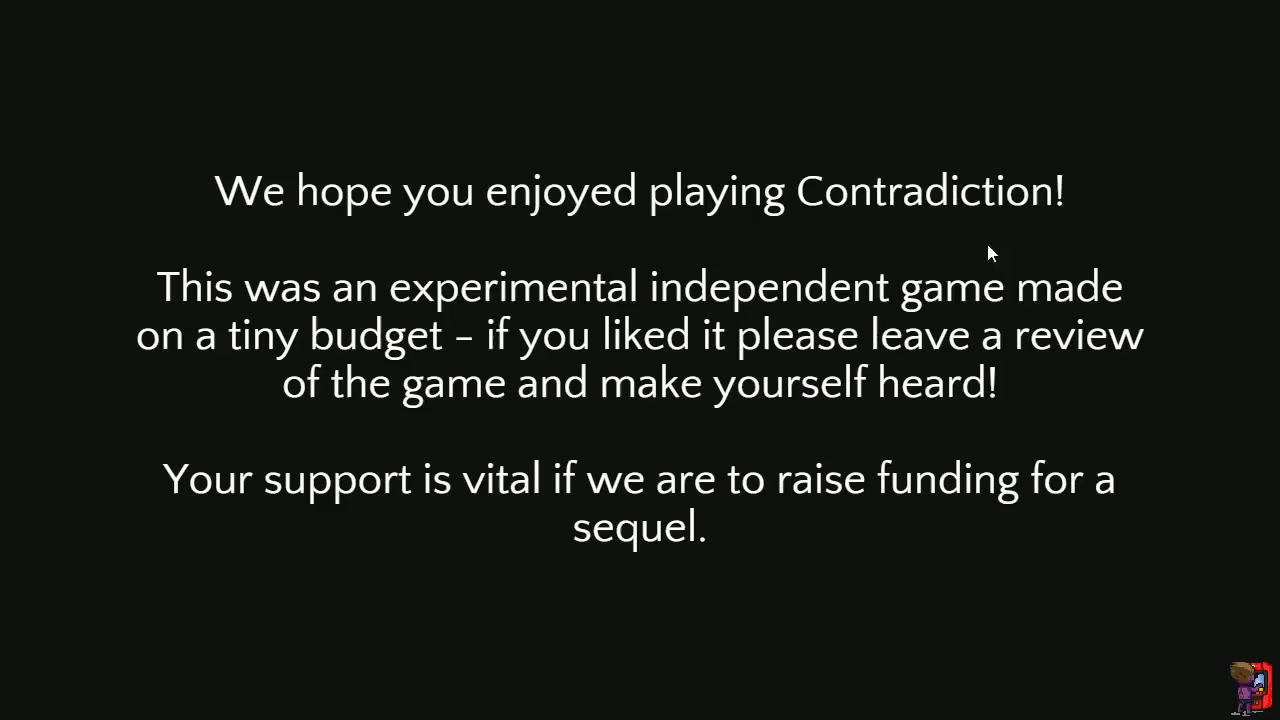 We hope you enjoyed playing Contradiction!
This was an experimental independent game made
on a tiny budget - if you liked it please leave a review
of the game and make yourself heard!
Your support is vital if we are to raise funding for a
sequel.